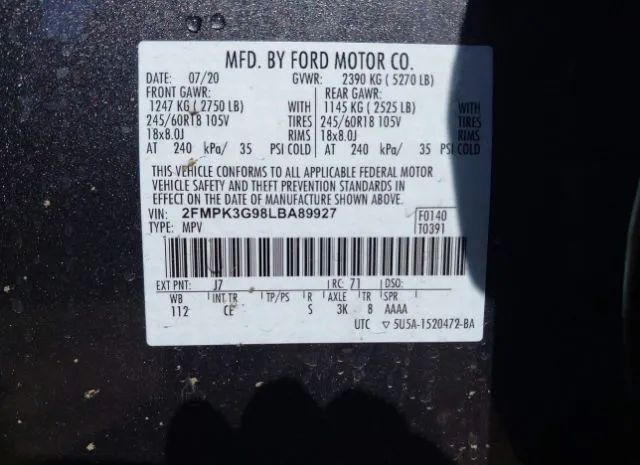 MFD. BY FORD MOTOR CO.
DATE: 07/20 GVWR: 2390 KG ( 5270 LB)
FRONT GAWR: REAR GAWR:
1247 KG ( 2750 LB) WITH 1145 KG ( 2525 LB) WITH
245/60R18 105V TIRES 245/60R18 105V TIRES
18x8.0J RIMS 18x8.0J RIMS
AT 240 kPa/ 35 PSI COLD AT 240 kPa/ 35 PSI COLD
THIS VEHICLE CONFORMS TO ALL APPLICABLE FEDERAL MOTOR
VEHICLE SAFETY AND THEFT PREVENTION STANDARDS IN
EFFECT ON THE DATE OF MANUFACTURE SHOWN ABOVE.
VIN: 2FMPK3G98LBA89927 F0140
TYPE: MPV T0391
EXT PNT: J7 RC: 71 DSO:
WB INT TR TP/PS R AXLE TR SPR
112 CE S 3K 8 AAAA
UTC ▽ 5U5A-1520472-BA